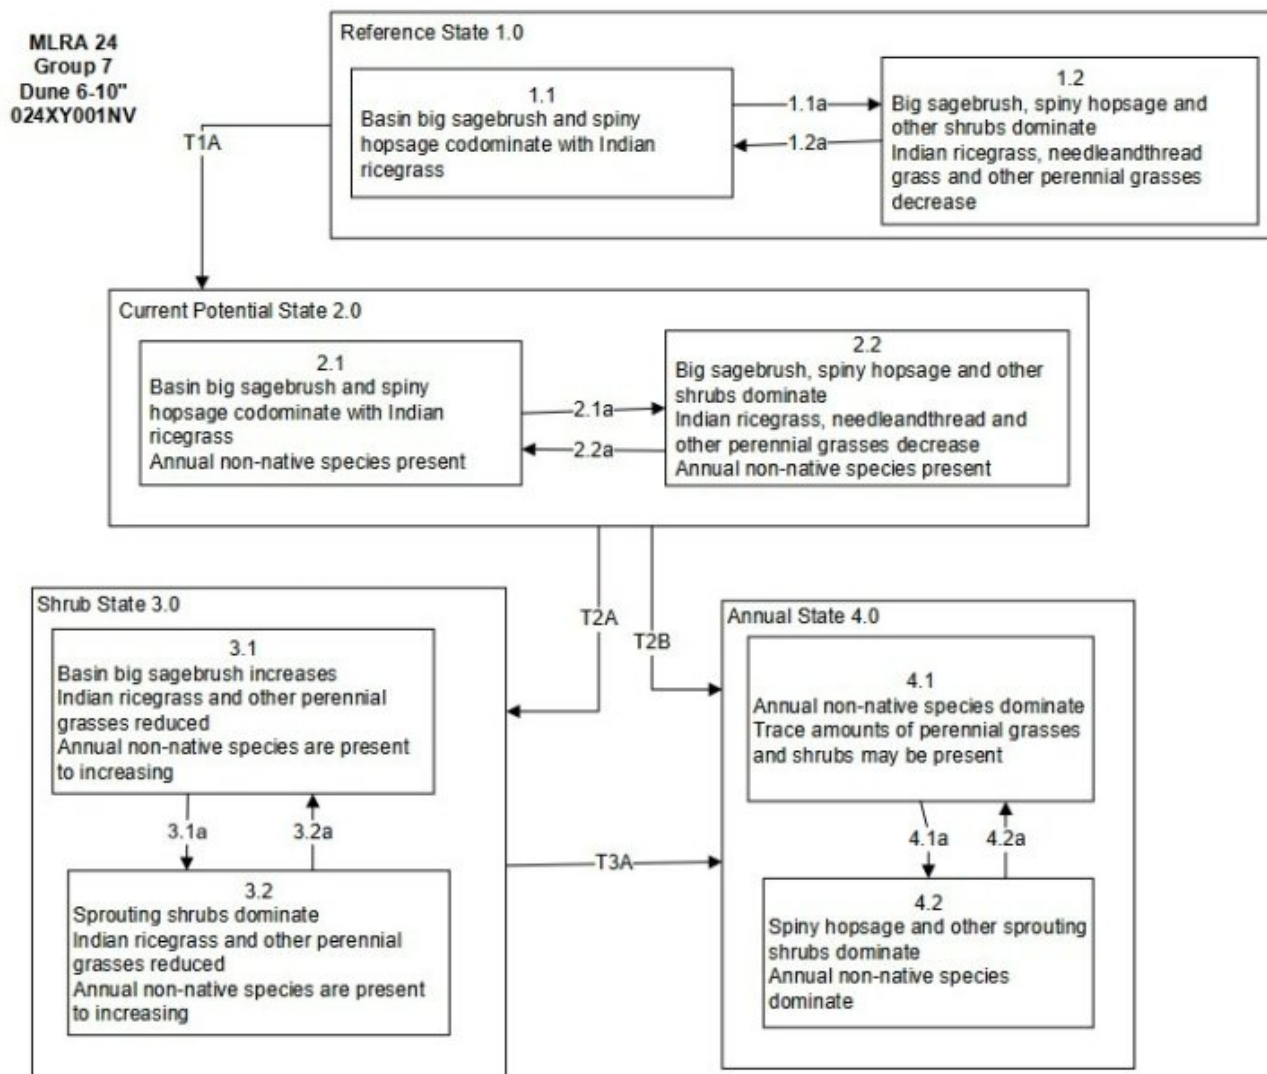 MLRA 24
Group 7
Dune 6-10"
024XY001NV
Reference State 1.0
1.1
Basin big sagebrush and spiny
hopsage codominate with Indian
ricegrass
1.1a
1.2a
1.2
Big sagebrush, spiny hopsage and
other shrubs dominate
Indian ricegrass, needleandthread
grass and other perennial grasses
decrease
T1A
Current Potential State 2.0
2.1
Basin big sagebrush and spiny
hopsage codominate with Indian
ricegrass
Annual non-native species present
2.1a
2.2a
2.2
Big sagebrush, spiny hopsage and other
shrubs dominate
Indian ricegrass, needleandthread and
other perennial grasses decrease
Annual non-native species present
T2A
T2B
Shrub State 3.0
3.1
Basin big sagebrush increases
Indian ricegrass and other perennial
grasses reduced
Annual non-native species are present
to increasing
3.1a
3.2a
3.2
Sprouting shrubs dominate
Indian ricegrass and other perennial
grasses reduced
Annual non-native species are present
to increasing
T3A
Annual State 4.0
4.1
Annual non-native species dominate
Trace amounts of perennial grasses
and shrubs may be present
4.1a
4.2a
4.2
Spiny hopsage and other sprouting
shrubs dominate
Annual non-native species
dominate